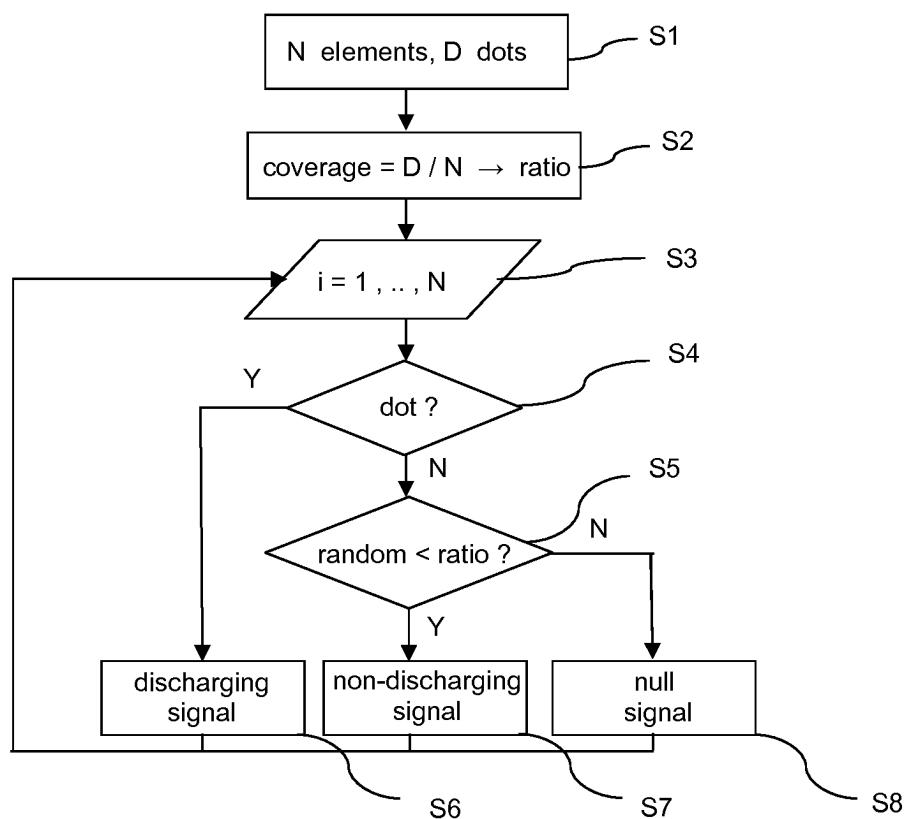 N elements, D dots
S1
coverage = D / N → ratio
S2
i = 1 , .. , N
S3
S4
Y
dot ?
N
S5
random < ratio ?
N
Y
discharging
signal
non-discharging
signal
null
signal
S6
S7
S8